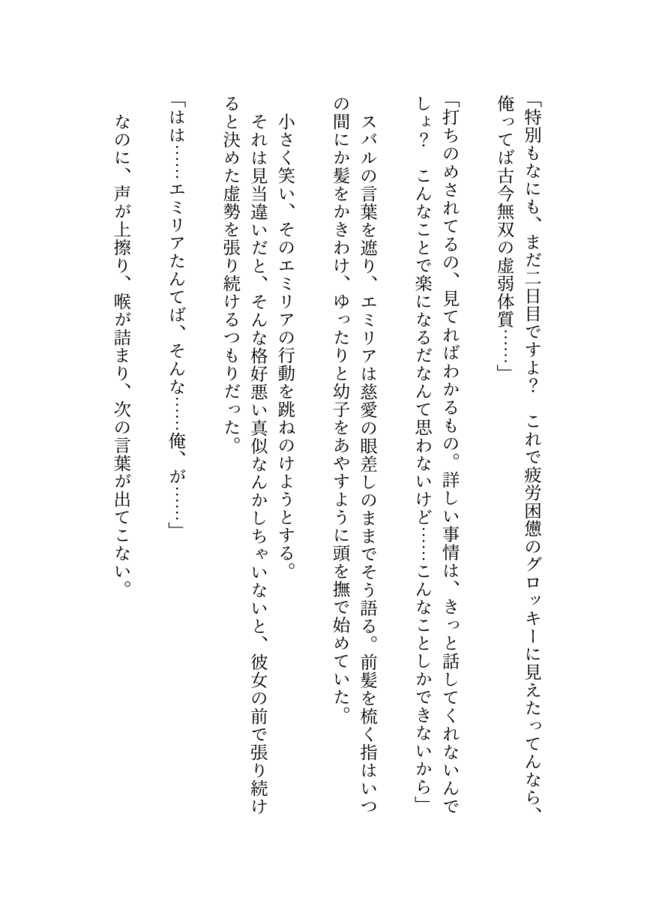 「特別もなにも、まだ二日目ですよ？　これで疲労困憊のグロッキーに見えたってんなら、
俺ってば古今無双の虚弱体質……」
「打ちのめされてるの、見てればわかるもの。詳しい事情は、きっと話してくれないんで
しょ？　こんなことで楽になるだなんて思わないけど……こんなことしかできないから」
　スバルの言葉を遮り、エミリアは慈愛の眼差しのままでそう語る。前髪を梳く指はいつ
の間にか髪をかきわけ、ゆったりと幼子をあやすように頭を撫で始めていた。
　小さく笑い、そのエミリアの行動を跳ねのけようとする。
　それは見当違いだと、そんな格好悪い真似なんかしちゃいないと、彼女の前で張り続け
ると決めた虚勢を張り続けるつもりだった。
「はは……エミリアたんてば、そんな……俺、が……」
　なのに、声が上擦り、喉が詰まり、次の言葉が出てこない。